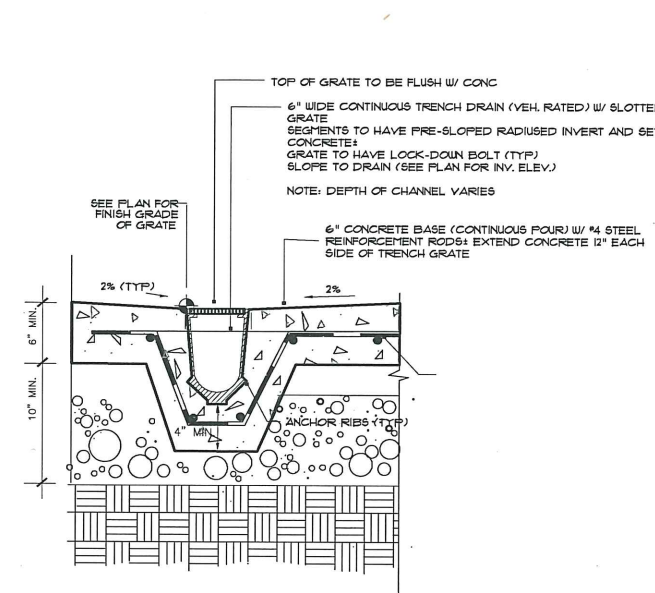 TOP OF GRATE TO BE FLUSH W/ CONC
6" WIDE CONTINUOUS TRENCH DRAIN (VEH. RATED) W/ SLOTTE
GRATE
SEGMENTS TO HAVE PRE-SLOPED RADIUSED INVERT AND SE
CONCRETE±
GRATE TO HAVE LOCK-DOWN BOLT (TYP)
SLOPE TO DRAIN (SEE PLAN FOR INV. ELEV.)
NOTE: DEPTH OF CHANNEL VARIES
SEE PLAN FOR
FINISH GRADE
OF GRATE
6" CONCRETE BASE (CONTINUOUS POUR) W/ #4 STEEL
REINFORCEMENT RODS± EXTEND CONCRETE 12" EACH
SIDE OF TRENCH GRATE
2% (TYP)
2%
6" MIN.
10" MIN.
4" MIN
ANCHOR RIBS (TYP)